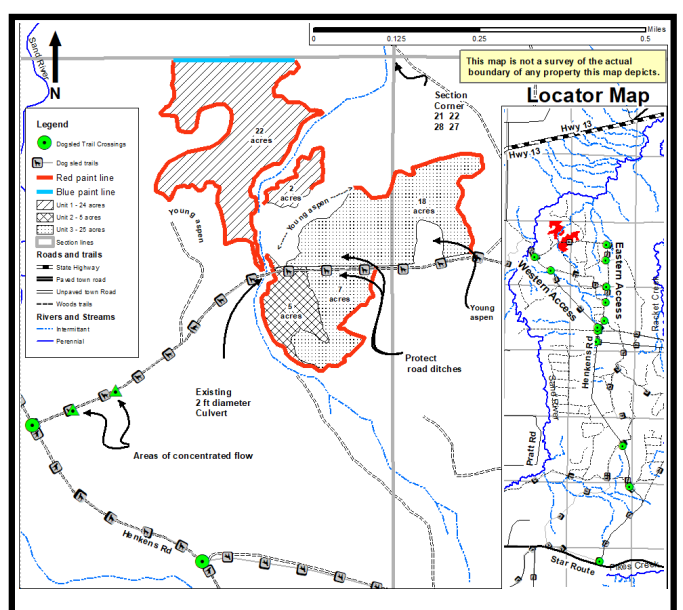 Miles
0 0.125 0.25 0.5
This map is not a survey of the actual
boundary of any property this map depicts.
Sand River
N
Section
Corner
21 22
28 27
Locator Map
Hwy 13
Hwy 13
Legend
Dogsled Trail Crossings
Dog sled trails
Red paint line
Blue paint line
Unit 1 - 24 acres
Unit 2 - 5 acres
Unit 3 - 25 acres
Section lines
Roads and trails
State Highway
Paved town road
Unpaved town Road
Woods trails
Rivers and Streams
Intermittant
Perennial
22
acres
2
acres
18
acres
Young aspen
Young aspen
5
acres
7
acres
Young
aspen
Protect
road ditches
Existing
2 ft diameter
Culvert
Areas of concentrated flow
Henkens Rd
Western Access
Eastern Access
Racket Creek
Henkens Rd
Sand River
Pratt Rd
Star Route
Pikes Creek